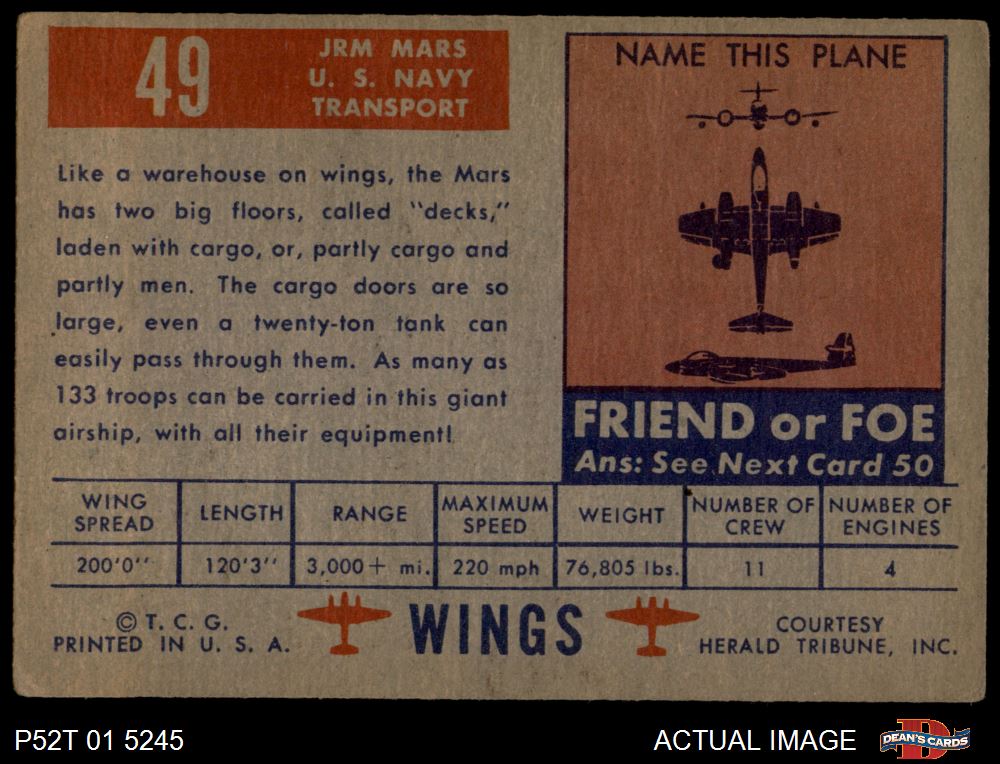 49
JRM MARS
U. S. NAVY
TRANSPORT
Like a warehouse on wings, the Mars
has two big floors, called "decks,"
laden with cargo, or, partly cargo and
partly men. The cargo doors are so
large, even a twenty-ton tank can
easily pass through them. As many as
133 troops can be carried in this giant
airship, with all their equipment!
NAME THIS PLANE
FRIEND or FOE
Ans: See Next Card 50
WING SPREAD
LENGTH
RANGE
MAXIMUM SPEED
WEIGHT
NUMBER OF CREW
NUMBER OF ENGINES
200'0''
120'3''
3,000+ mi.
220 mph
76,805 lbs.
11
4
© T. C. G.
PRINTED IN U. S. A.
WINGS
COURTESY
HERALD TRIBUNE, INC.
P52T 01 5245
ACTUAL IMAGE
D
DEAN'S CARDS